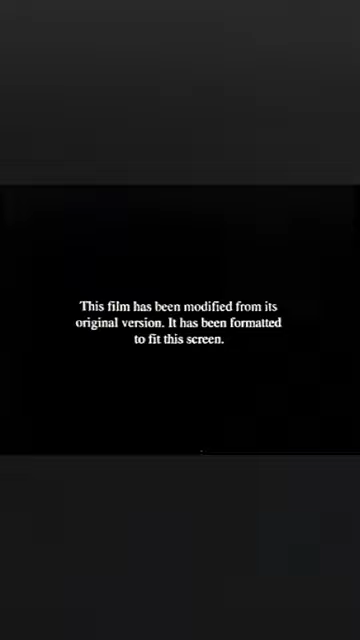 This film has been modified from its
original version. It has been formatted
to fit this screen.